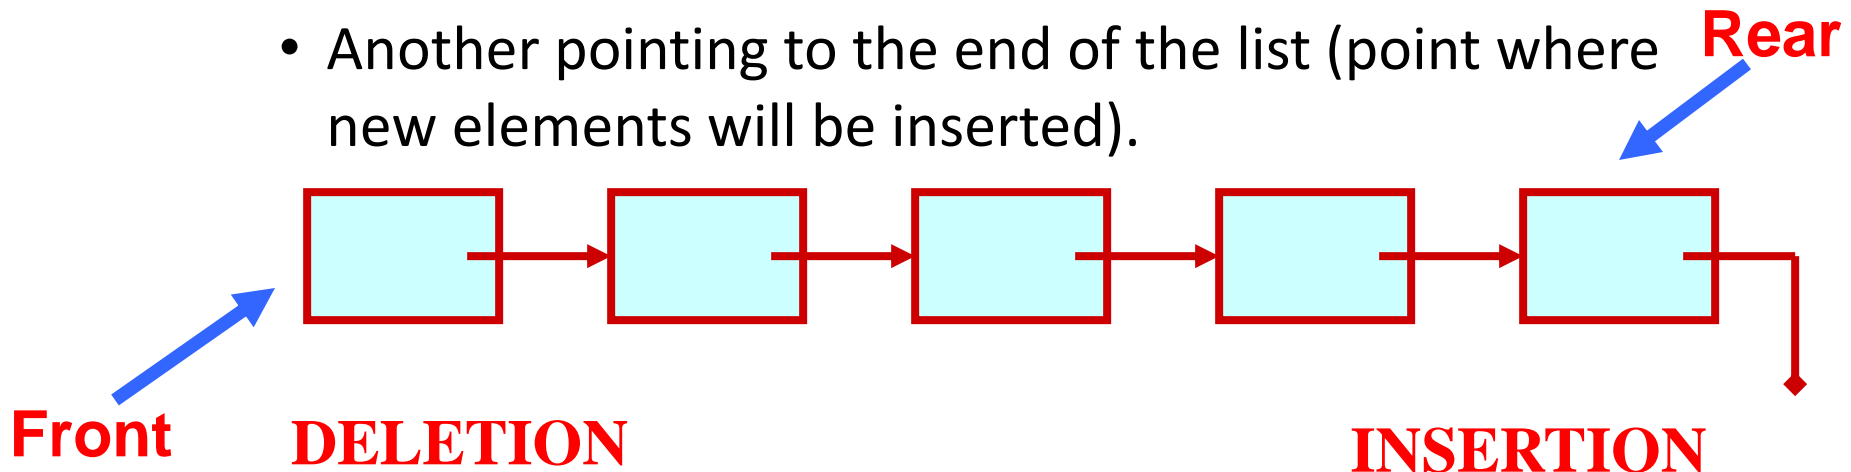 • Another pointing to the end of the list (point where
new elements will be inserted).
Rear
Front
DELETION
INSERTION